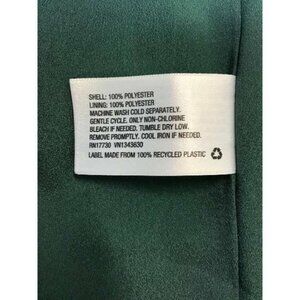 SHELL: 100% POLYESTER
LINING: 100% POLYESTER
MACHINE WASH COLD SEPARATELY.
GENTLE CYCLE. ONLY NON-CHLORINE
BLEACH IF NEEDED. TUMBLE DRY LOW.
REMOVE PROMPTLY. COOL IRON IF NEEDED.
RN17730 VN1343630
LABEL MADE FROM 100% RECYCLED PLASTIC